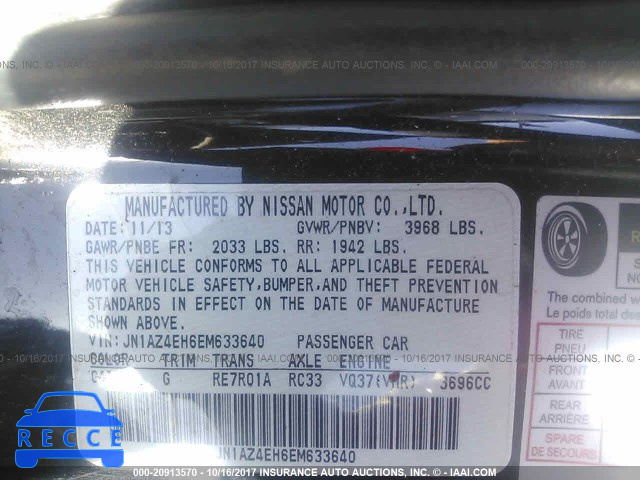 INC. - IAAI.COM 000-20913570 / 10/16/2017 INSURANCE AUTO AUCTIONS, INC. - IAAI.COM 000-20913570
MANUFACTURED BY NISSAN MOTOR CO.,LTD.
DATE: 11/13 GVWR/PNBV: 3968 LBS.
GAWR/PNBE FR: 2033 LBS. RR: 1942 LBS.
THIS VEHICLE CONFORMS TO ALL APPLICABLE FEDERAL
MOTOR VEHICLE SAFETY,BUMPER,AND THEFT PREVENTION
STANDARDS IN EFFECT ON THE DATE OF MANUFACTURE
SHOWN ABOVE.
VIN: JN1AZ4EH6EM633640 PASSENGER CAR
COLOR TRIM TRANS AXLE ENGINE
G RE7R01A RC33 VQ37(VHR) 3696CC
JN1AZ4EH6EM633640
The combined
Le poids total
TIRE
PNEU
FRONT
AVANT
REAR
ARRIÈRE
SPARE
DE SECOURS
000-20913570 / 10/16/2017 INSURANCE AUTO AUCTIONS, INC. - IAAI.COM